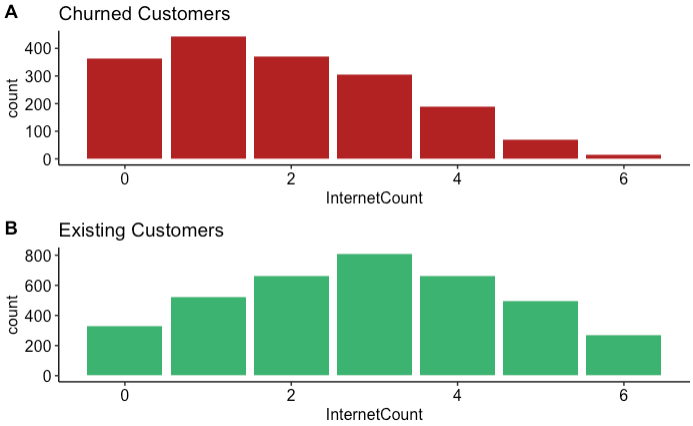 A Churned Customers
400
300
200
100
0
count
0 2 4 6
InternetCount
B Existing Customers
800
600
400
200
0
count
0 2 4 6
InternetCount